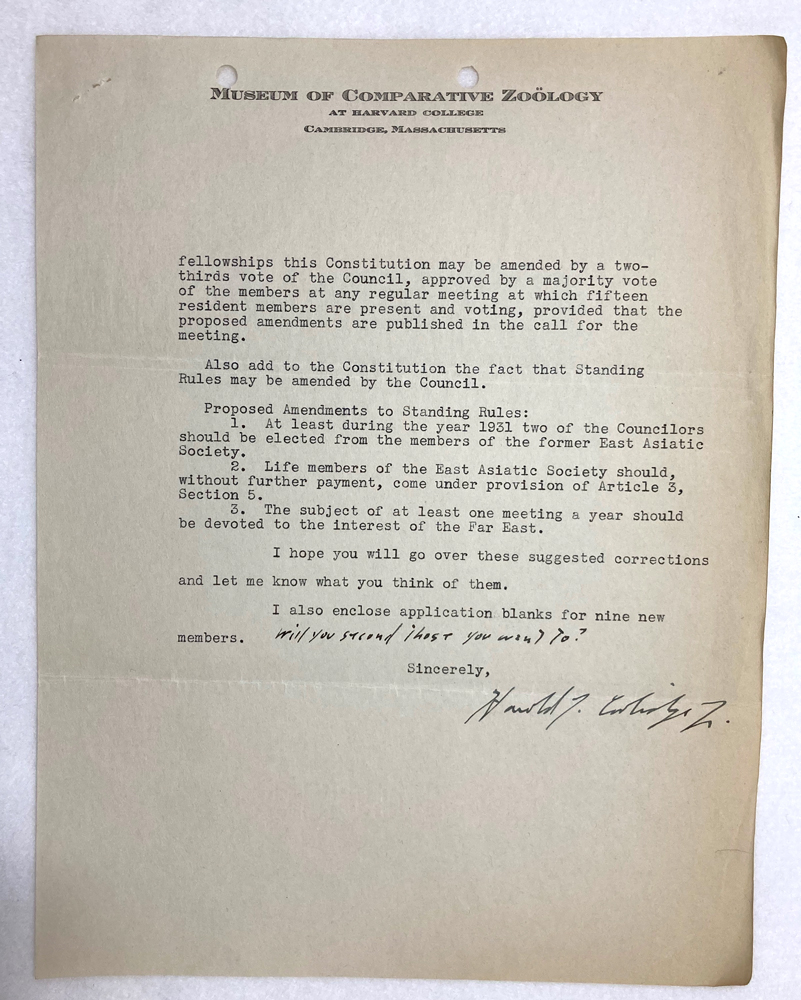 MUSEUM OF COMPARATIVE ZOÖLOGY
AT HARVARD COLLEGE
CAMBRIDGE, MASSACHUSETTS
fellowships this Constitution may be amended by a two-
thirds vote of the Council, approved by a majority vote
of the members at any regular meeting at which fifteen
resident members are present and voting, provided that the
proposed amendments are published in the call for the
meeting.
Also add to the Constitution the fact that Standing
Rules may be amended by the Council.
Proposed Amendments to Standing Rules:
1. At least during the year 1931 two of the Councilors
should be elected from the members of the former East Asiatic
Society.
2. Life members of the East Asiatic Society should,
without further payment, come under provision of Article 3,
Section 5.
3. The subject of at least one meeting a year should
be devoted to the interest of the Far East.
I hope you will go over these suggested corrections
and let me know what you think of them.
I also enclose application blanks for nine new
members. Will you second those you want to?
Sincerely,
Harold J. Coolidge Jr.